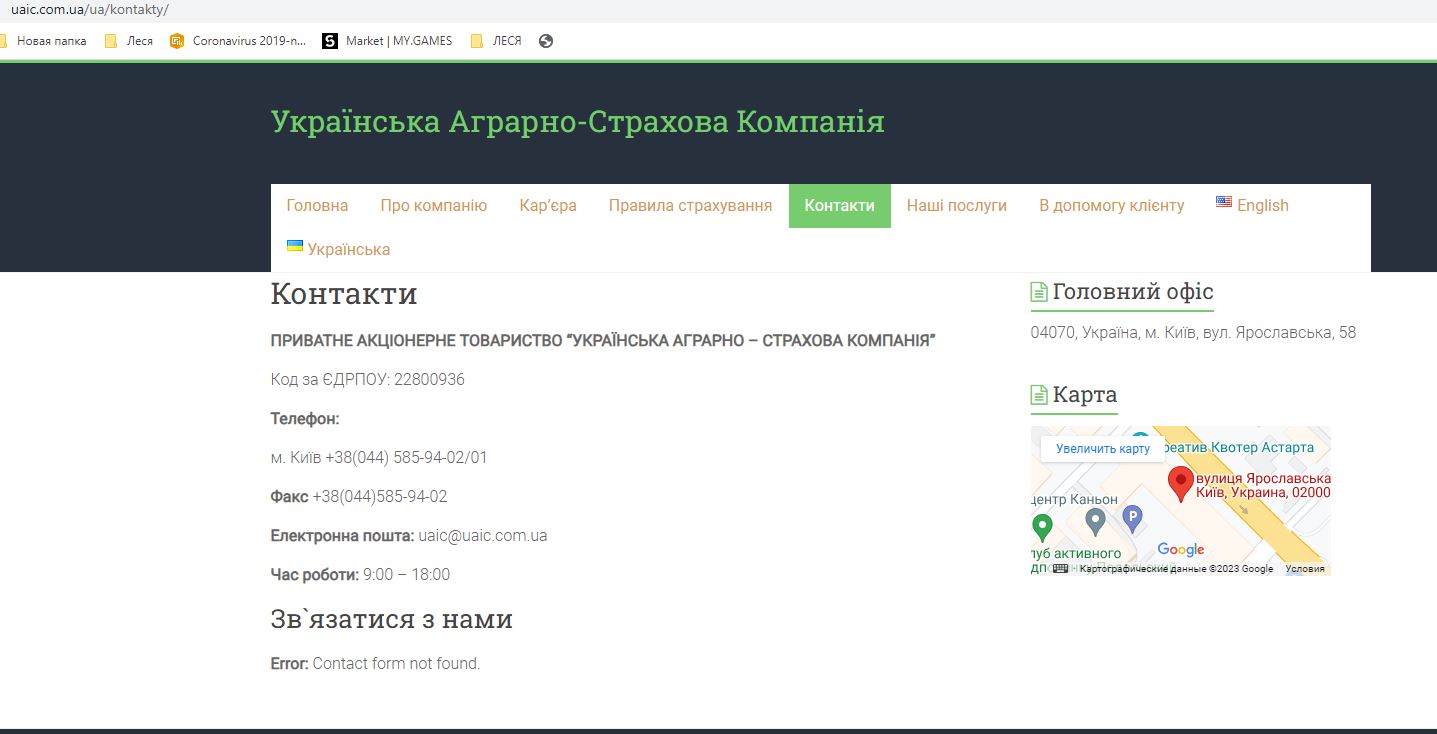 uaic.com.ua/ua/kontakty/
Новая папка Леся Coronavirus 2019-n... Market | MY.GAMES ЛЕСЯ
Українська Аграрно-Страхова Компанія
Головна Про компанію Кар’єра Правила страхування Контакти Наші послуги В допомогу клієнту English
Українська
Контакти
ПРИВАТНЕ АКЦІОНЕРНЕ ТОВАРИСТВО “УКРАЇНСЬКА АГРАРНО – СТРАХОВА КОМПАНІЯ”
Код за ЄДРПОУ: 22800936
Телефон:
м. Київ +38(044) 585-94-02/01
Факс +38(044)585-94-02
Електронна пошта: uaic@uaic.com.ua
Час роботи: 9:00 – 18:00
Зв`язатися з нами
Error: Contact form not found.
Головний офіс
04070, Україна, м. Київ, вул. Ярославська, 58
Карта
Увеличить карту
реатив Квотер Астарта
вулиця Ярославська
Київ, Украина, 02000
центр Каньон
P
луб активного
Google
Картографические данные ©2023 Google Условия